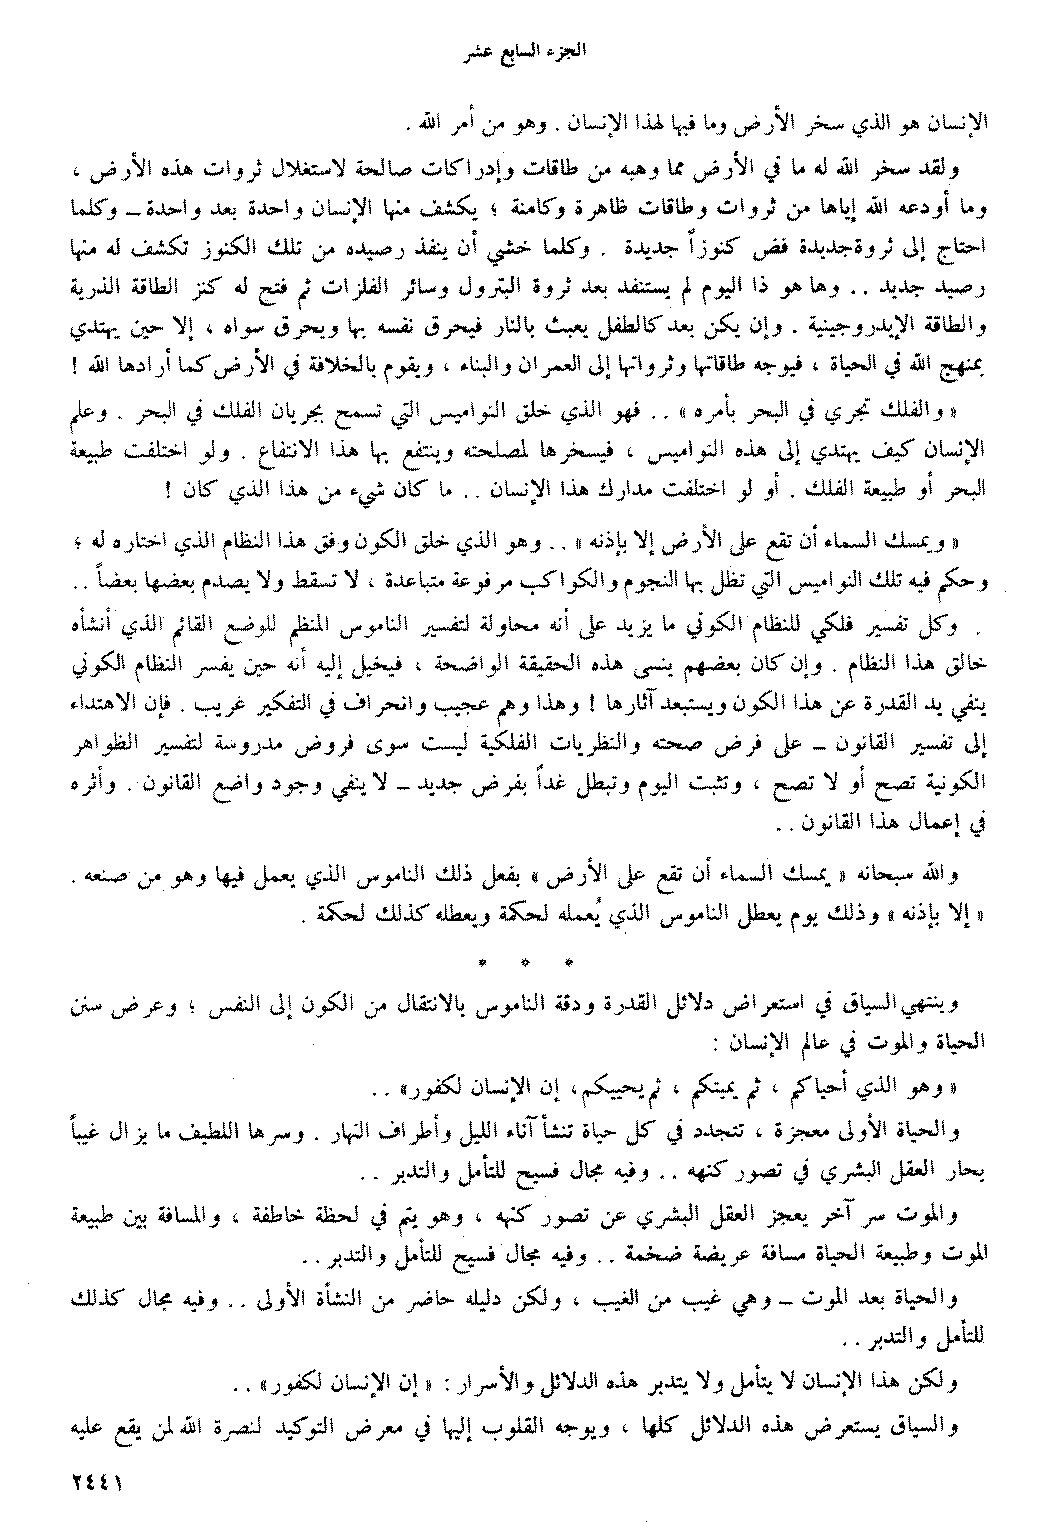 الجزء السابع عشر
الإنسان هو الذي سخر الأرض وما فيها لهذا الإنسان . وهو من أمر الله .
ولقد سخر الله له ما في الأرض مما وهبه من طاقات وإدراكات صالحة لاستغلال ثروات هذه الأرض ،
وما أودعه الله إياها من ثروات وطاقات ظاهرة وكامنة ؛ يكشف منها الإنسان واحدة بعد واحدة – وكلما
احتاج إلى ثروة جديدة فض كنوزاً جديدة . وكلما خشي أن ينفذ رصيده من تلك الكنوز تكشف له منها
رصيد جديد .. وها هو ذا اليوم لم يستنفد بعد ثروة البترول وسائر الفلزات ثم فتح له كنز الطاقة الذرية
والطاقة الإيدروجينية . وإن يكن بعد كالطفل يعبث بالنار فيحرق نفسه بها ويحرق سواه ، إلا حين يهتدي
بمنهج الله في الحياة ، فيوجه طاقاتها وثرواتها إلى العمران والبناء ، ويقوم بالخلافة في الأرض كما أرادها الله !
« والفلك تجري في البحر بأمره » .. فهو الذي خلق النواميس التي تسمح بجريان الفلك في البحر . وعلم
الإنسان كيف يهتدي إلى هذه النواميس ، فيسخرها لمصلحته وينتفع بها هذا الانتفاع . ولو اختلفت طبيعة
البحر أو طبيعة الفلك . أو لو اختلفت مدارك هذا الإنسان .. ما كان شيء من هذا الذي كان !
« ويمسك السماء أن تقع على الأرض إلا بإذنه » .. وهو الذي خلق الكون وفق هذا النظام الذي اختاره له ؛
وحكم فيه تلك النواميس التي تظل بها النجوم والكواكب مرفوعة متباعدة ، لا تسقط ولا يصدم بعضها بعضاً ..
. وكل تفسير فلكي للنظام الكوني ما يزيد على أنه محاولة لتفسير الناموس المنظم للوضع القائم الذي أنشأه
خالق هذا النظام . وإن كان بعضهم ينسى هذه الحقيقة الواضحة ، فيخيل إليه أنه حين يفسر النظام الكوني
ينفي يد القدرة عن هذا الكون ويستبعد آثارها ! وهذا وهم عجيب وانحراف في التفكير غريب . فإن الاهتداء
إلى تفسير القانون – على فرض صحته والنظريات الفلكية ليست سوى فروض مدروسة لتفسير الظواهر
الكونية تصح أو لا تصح ، وتثبت اليوم وتبطل غداً بفرض جديد – لا ينفي وجود واضع القانون . وأثره
في إعمال هذا القانون ..
والله سبحانه « يمسك السماء أن تقع على الأرض » بفعل ذلك الناموس الذي يعمل فيها وهو من صنعه .
« إلا بإذنه » وذلك يوم يعطل الناموس الذي يُعمله لحكمة ويعطله كذلك لحكمة .
* * *
وينتهي السياق في استعراض دلائل القدرة ودقة الناموس بالانتقال من الكون إلى النفس ؛ وعرض سنن
الحياة والموت في عالم الإنسان :
« وهو الذي أحياكم ، ثم يميتكم ، ثم يحييكم، إن الإنسان لكفور» ..
والحياة الأولى معجزة ، تتجدد في كل حياة تنشأ آناء الليل وأطراف النهار . وسرها اللطيف ما يزال غيباً
يحار العقل البشري في تصور كنهه .. وفيه مجال فسيح للتأمل والتدبر ..
والموت سر آخر يعجز العقل البشري عن تصور كنهه ، وهو يتم في لحظة خاطفة ، والمسافة بين طبيعة
الموت وطبيعة الحياة مسافة عريضة ضخمة .. وفيه مجال فسيح للتأمل والتدبر ..
والحياة بعد الموت – وهي غيب من الغيب ، ولكن دليله حاضر من النشأة الأولى .. وفيه مجال كذلك
للتأمل والتدبر ..
ولكن هذا الإنسان لا يتأمل ولا يتدبر هذه الدلائل والأسرار : « إن الإنسان لكفور» ..
والسياق يستعرض هذه الدلائل كلها ، ويوجه القلوب إليها في معرض التوكيد لنصرة الله لمن يقع عليه
٢٤٤١